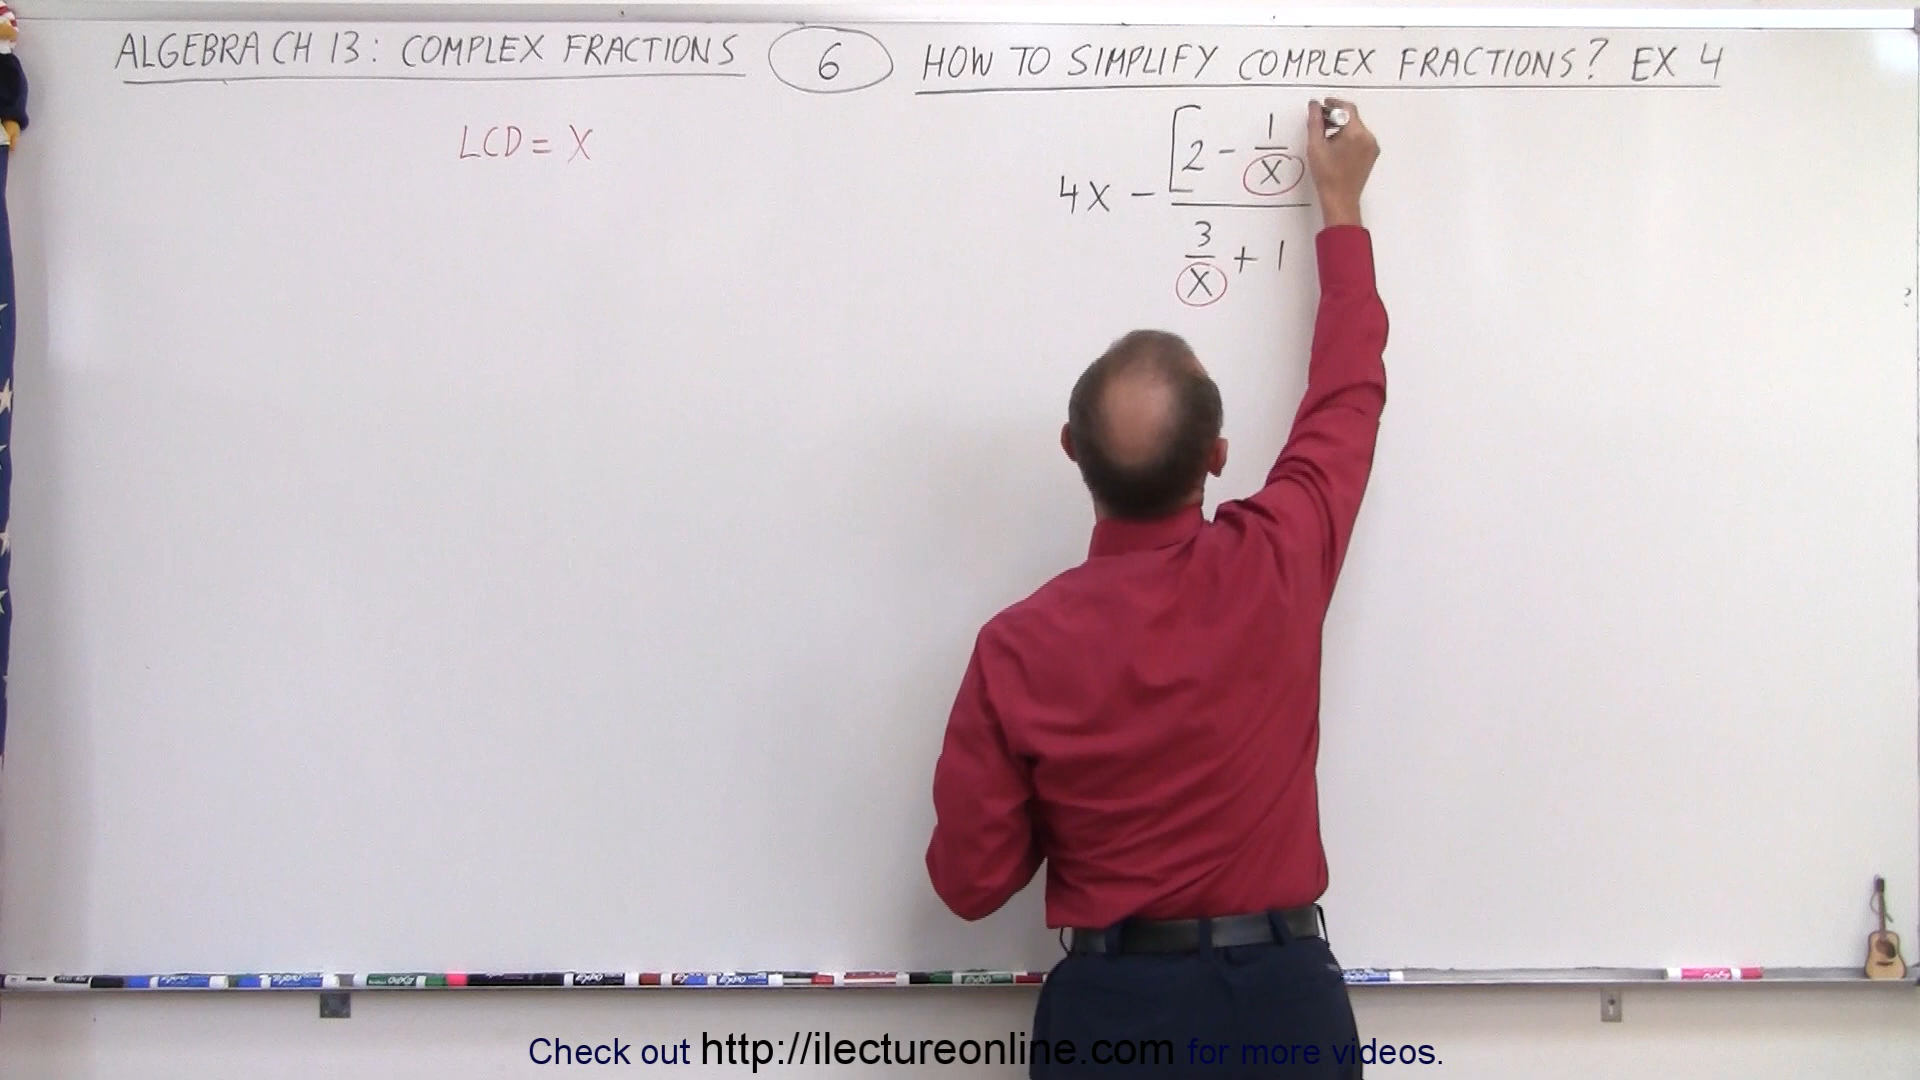 ALGEBRA CH 13: COMPLEX FRACTIONS 6 HOW TO SIMPLIFY COMPLEX FRACTIONS? EX 4
LCD = X
4X - [2 - 1/X
3/X + 1
Check out http://ilectureonline.com for more videos.